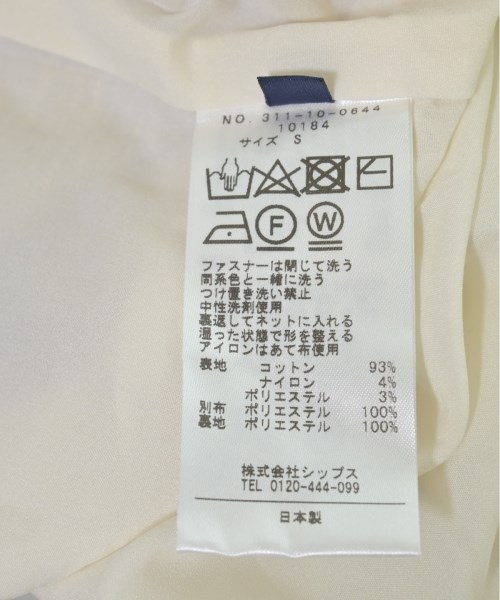 NO. 311-10-0644
10184
サイズ S
F W
ファスナーは閉じて洗う
同系色と一緒に洗う
つけ置き洗い禁止
中性洗剤使用
裏返してネットに入れる
湿った状態で形を整える
アイロンはあて布使用
表地 コットン 93%
ナイロン 4%
ポリエステル 3%
別布 ポリエステル 100%
裏地 ポリエステル 100%
株式会社シップス
TEL 0120-444-099
日本製